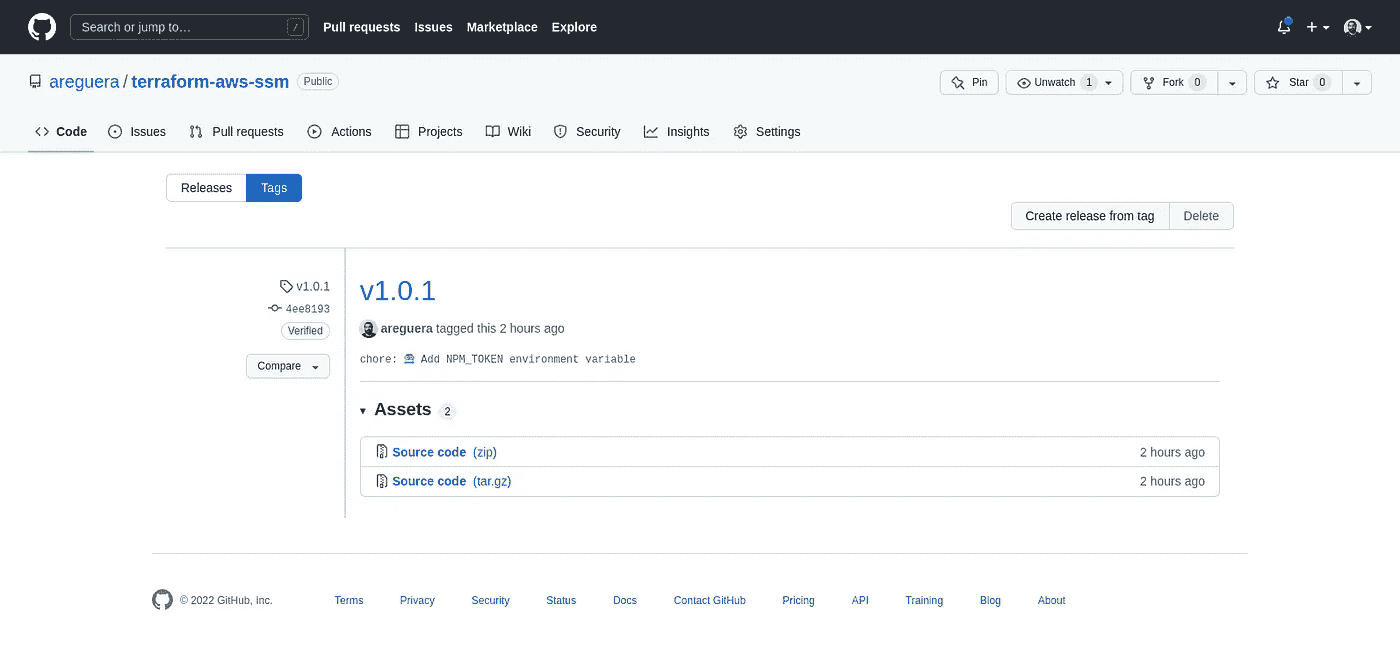 Search or jump to… /
Pull requests Issues Marketplace Explore
areguera / terraform-aws-ssm Public
Pin
Unwatch 1
Fork 0
Star 0
Code Issues Pull requests Actions Projects Wiki Security Insights Settings
Releases Tags
Create release from tag Delete
v1.0.1
4ee8193
Verified
Compare
v1.0.1
areguera tagged this 2 hours ago
chore: Add NPM_TOKEN environment variable
Assets 2
Source code (zip) 2 hours ago
Source code (tar.gz) 2 hours ago
© 2022 GitHub, Inc. Terms Privacy Security Status Docs Contact GitHub Pricing API Training Blog About